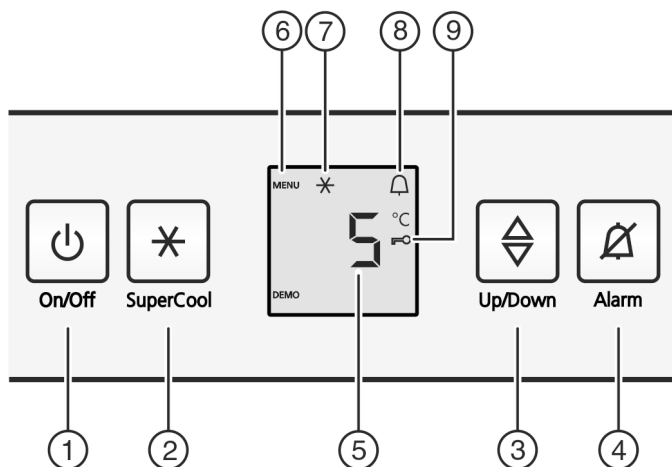 6 7 8 9
MENU
°C
5
DEMO
On/Off SuperCool Up/Down Alarm
1 2 5 3 4